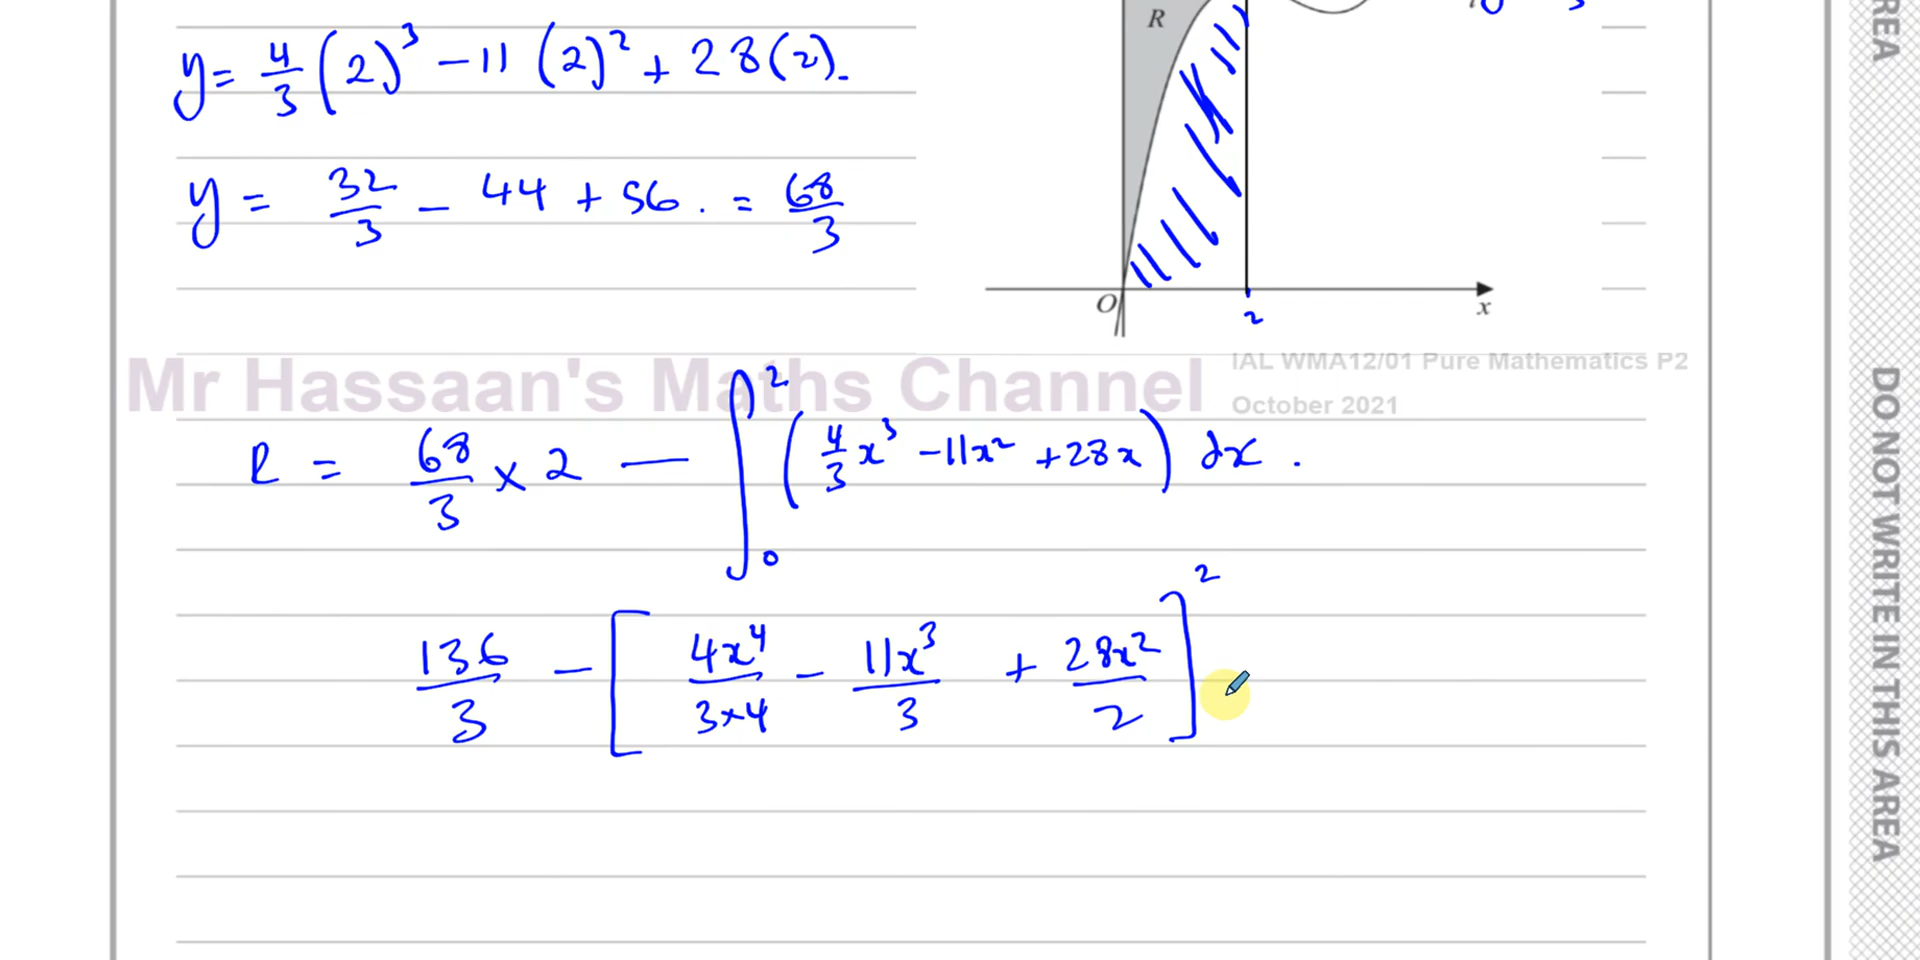 R
y = 4/3 (2)³ - 11 (2)² + 28(2).
y = 32/3 - 44 + 56 . = 68/3
O
2
x
Mr Hassaan's Maths Channel
IAL WMA12/01 Pure Mathematics P2
October 2021
R = 68/3 × 2 — ∫₀² (4/3 x³ - 11x² + 28x) dx .
136/3 - [ 4x⁴/3×4 - 11x³/3 + 28x²/2 ]²
AREA
DO NOT WRITE IN THIS AREA